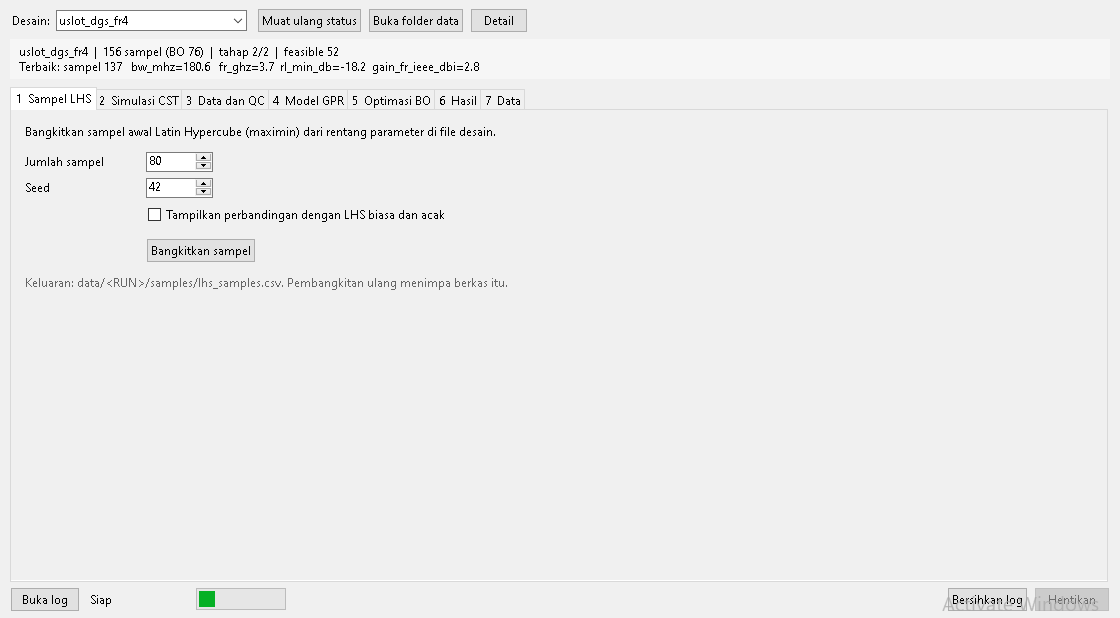 Desain: uslot_dgs_fr4 Muat ulang status Buka folder data Detail
uslot_dgs_fr4 | 156 sampel (BO 76) | tahap 2/2 | feasible 52
Terbaik: sampel 137 bw_mhz=180.6 fr_ghz=3.7 rl_min_db=-18.2 gain_fr_ieee_dbi=2.8
1 Sampel LHS 2 Simulasi CST 3 Data dan QC 4 Model GPR 5 Optimasi BO 6 Hasil 7 Data
Bangkitkan sampel awal Latin Hypercube (maximin) dari rentang parameter di file desain.
Jumlah sampel 80
Seed 42
Tampilkan perbandingan dengan LHS biasa dan acak
Bangkitkan sampel
Keluaran: data/<RUN>/samples/lhs_samples.csv. Pembangkitan ulang menimpa berkas itu.
Buka log Siap Bersihkan log Hentikan
Activate Windows